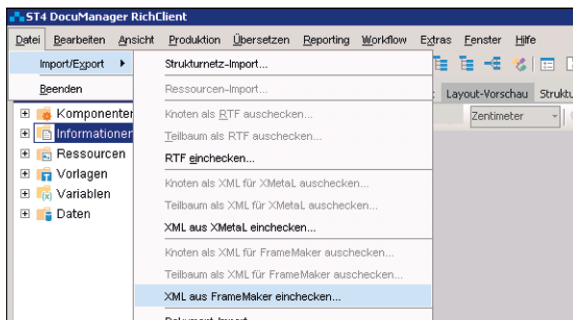 ST4 DocuManager RichClient
Datei Bearbeiten Ansicht Produktion Übersetzen Reporting Workflow Extras Fenster Hilfe
Import/Export
Beenden
Strukturnetz-Import...
Ressourcen-Import...
Knoten als RTF auschecken...
Teilbaum als RTF auschecken...
RTF einchecken...
Knoten als XML für XMetaL auschecken...
Teilbaum als XML für XMetaL auschecken...
XML aus XMetaL einchecken...
Knoten als XML für FrameMaker auschecken...
Teilbaum als XML für FrameMaker auschecken...
XML aus FrameMaker einchecken...
Layout-Vorschau
Zentimeter
Komponenten
Informationen
Ressourcen
Vorlagen
Variablen
Daten